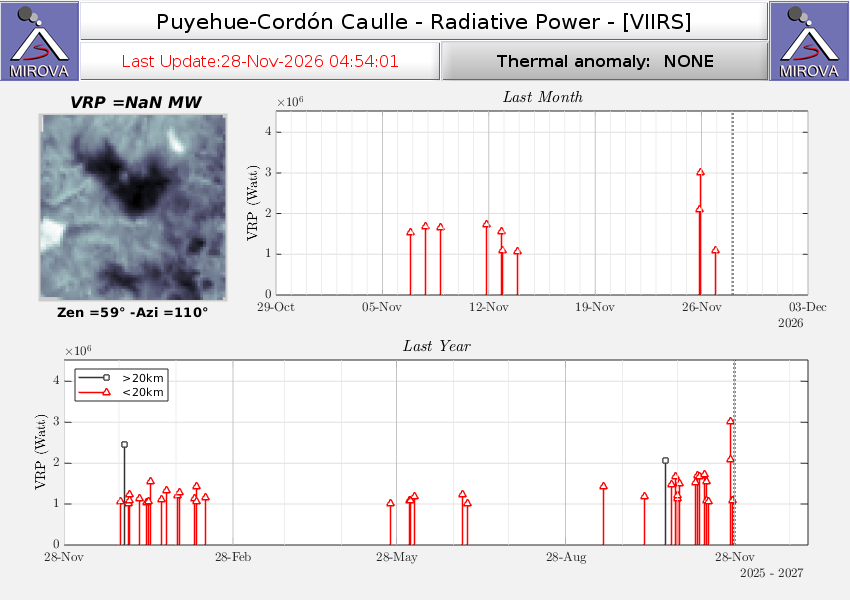 Puyehue-Cordón Caulle - Radiative Power - [VIIRS]
MIROVA
Last Update:28-Nov-2026 04:54:01
Thermal anomaly: NONE
MIROVA
VRP =NaN MW
Zen =59° -Azi =110°
Last Month
×10⁶
VRP (Watt)
4
3
2
1
0
29-Oct 05-Nov 12-Nov 19-Nov 26-Nov 03-Dec
2026
Last Year
×10⁶
VRP (Watt)
4
3
2
1
0
>20km
<20km
28-Nov 28-Feb 28-May 28-Aug 28-Nov
2025 - 2027